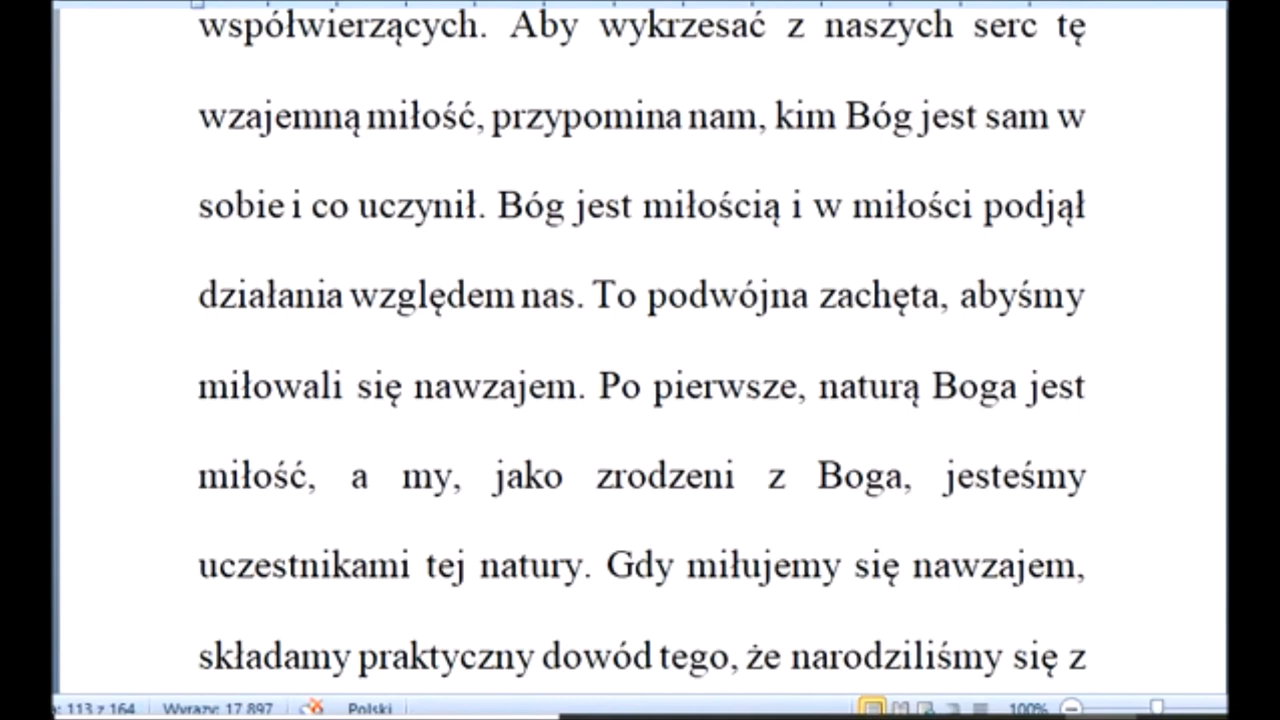 współwierzących. Aby wykrzesać z naszych serc tę
wzajemną miłość, przypomina nam, kim Bóg jest sam w
sobie i co uczynił. Bóg jest miłością i w miłości podjął
działania względem nas. To podwójna zachęta, abyśmy
miłowali się nawzajem. Po pierwsze, naturą Boga jest
miłość, a my, jako zrodzeni z Boga, jesteśmy
uczestnikami tej natury. Gdy miłujemy się nawzajem,
składamy praktyczny dowód tego, że narodziliśmy się z
: 113 z 164 Wyrazy: 17 897 Polski 100%